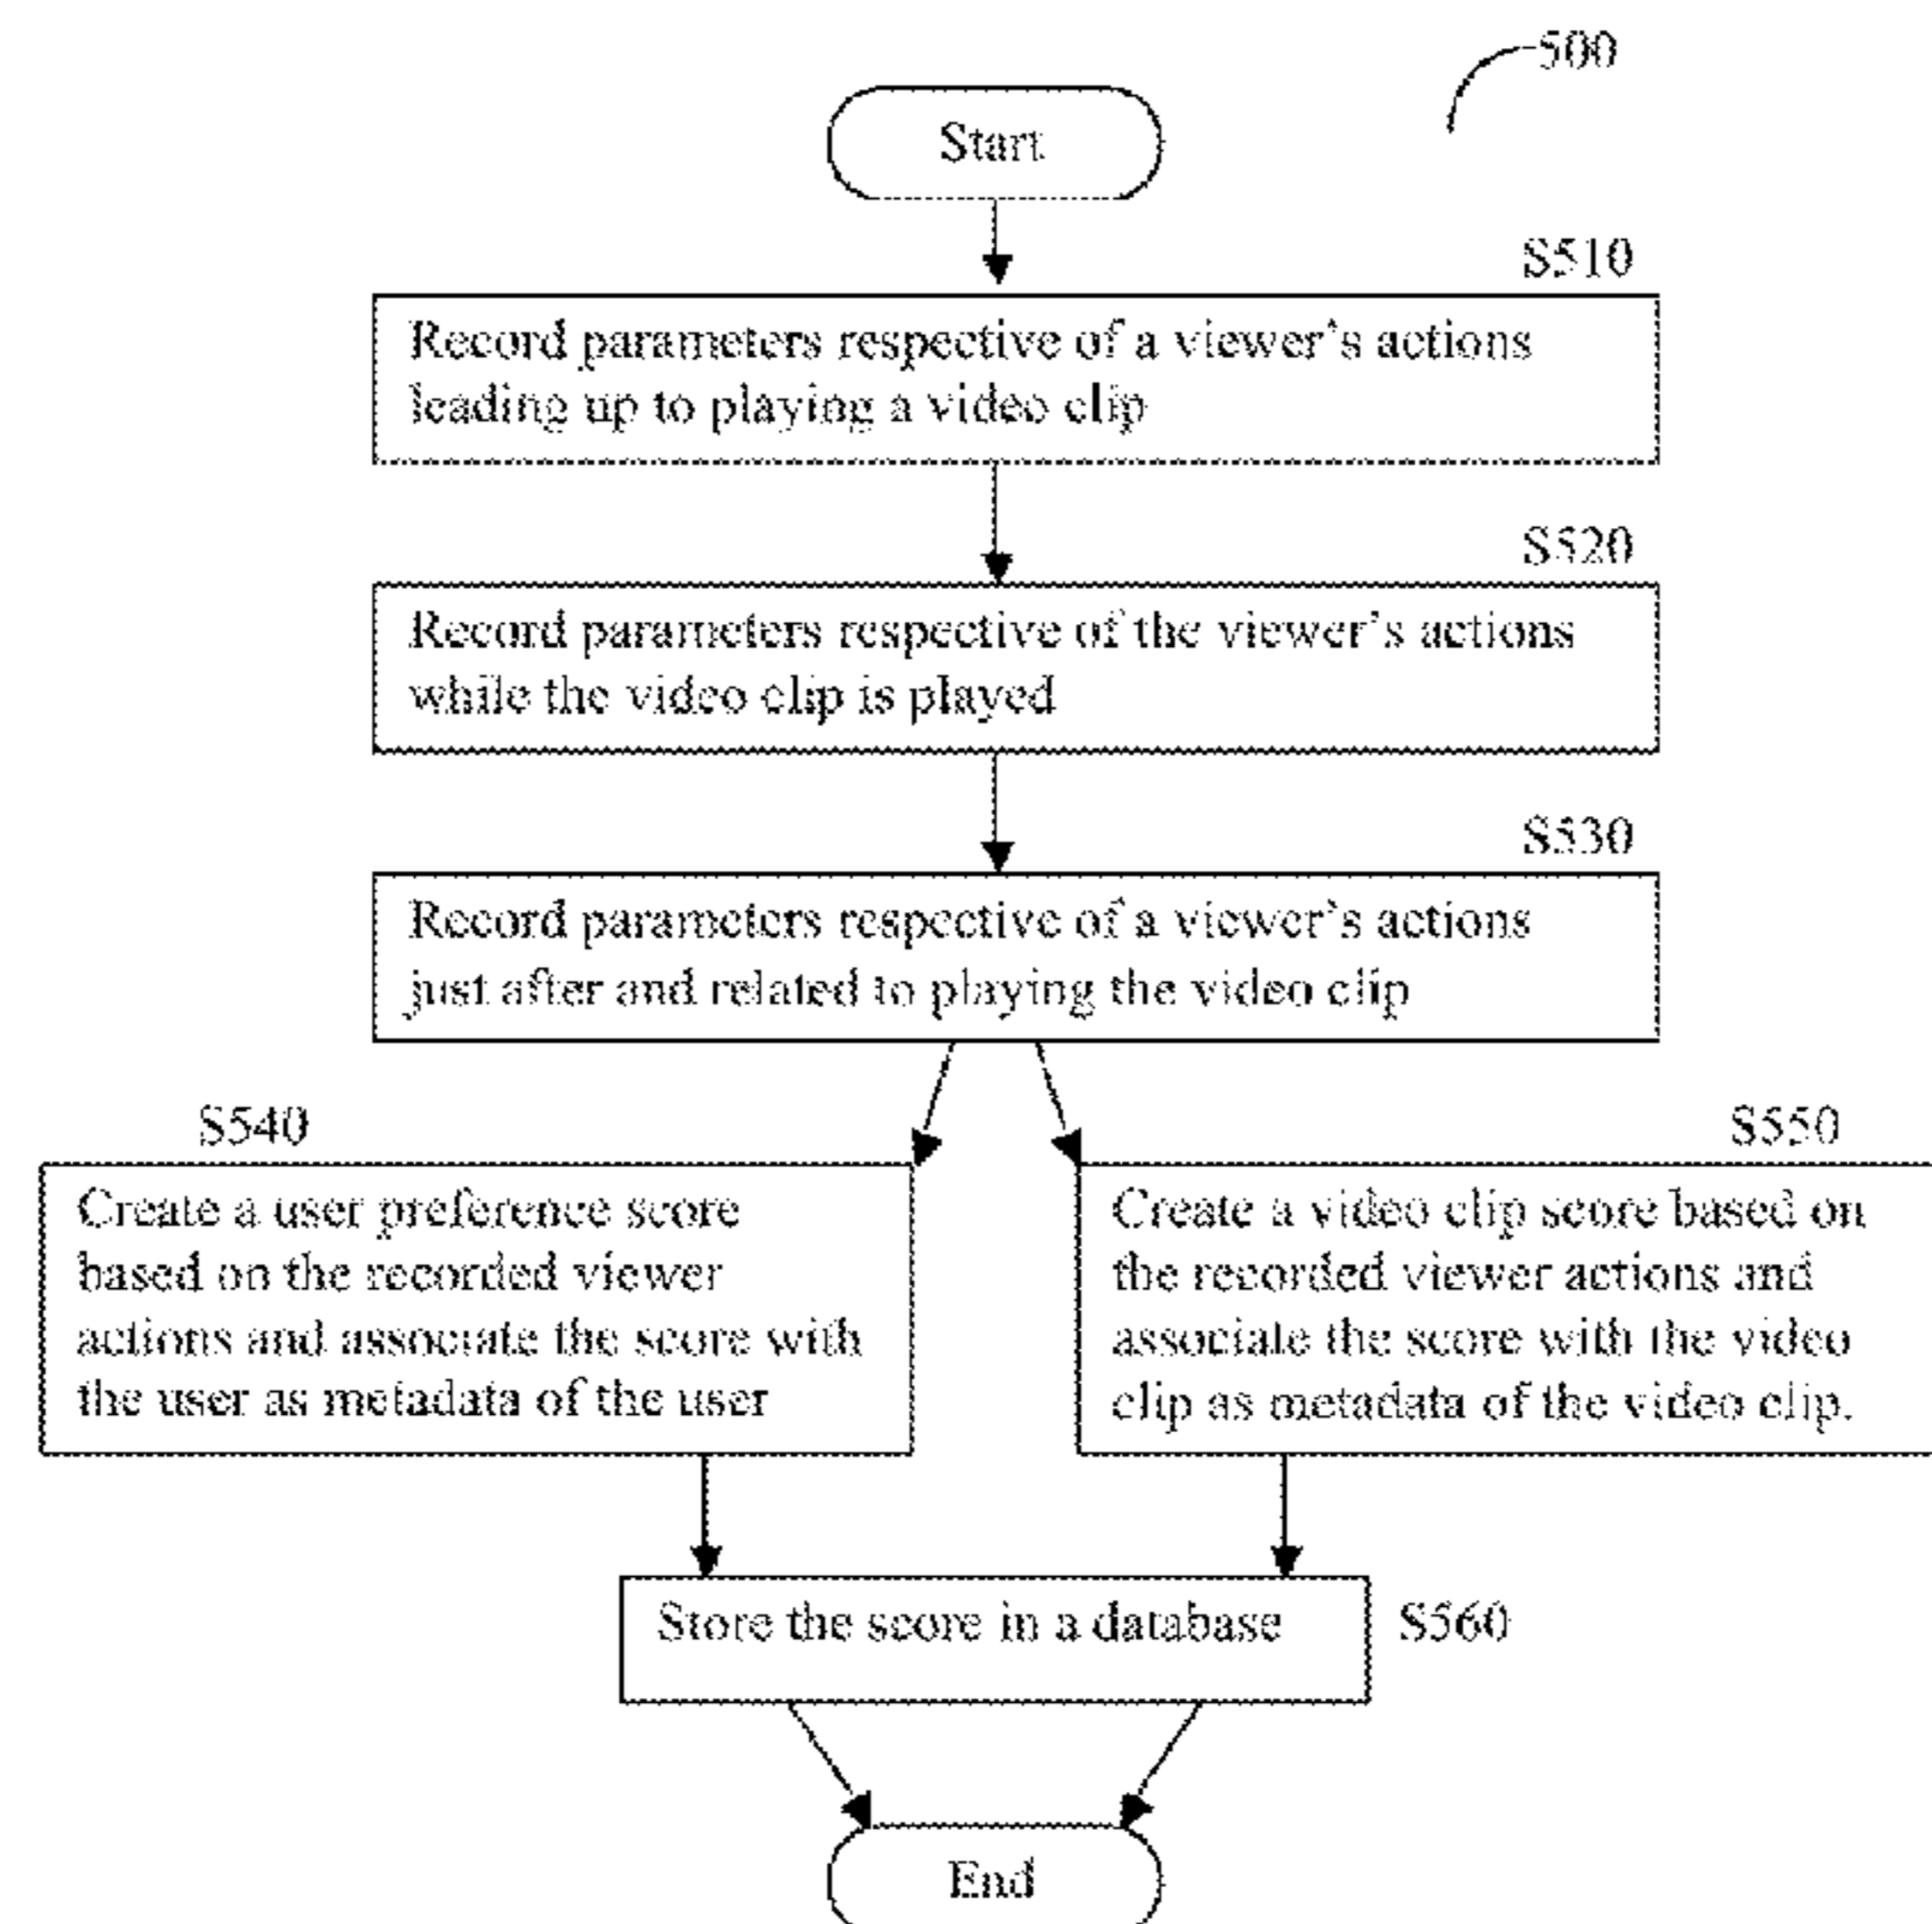 500
Start
S510
Record parameters respective of a viewer's actions
leading up to playing a video clip
S520
Record parameters respective of the viewer's actions
while the video clip is played
S530
Record parameters respective of a viewer's actions
just after and related to playing the video clip
S540
Create a user preference score
based on the recorded viewer
actions and associate the score with
the user as metadata of the user
S550
Create a video clip score based on
the recorded viewer actions and
associate the score with the video
clip as metadata of the video clip.
Store the score in a database
S560
End